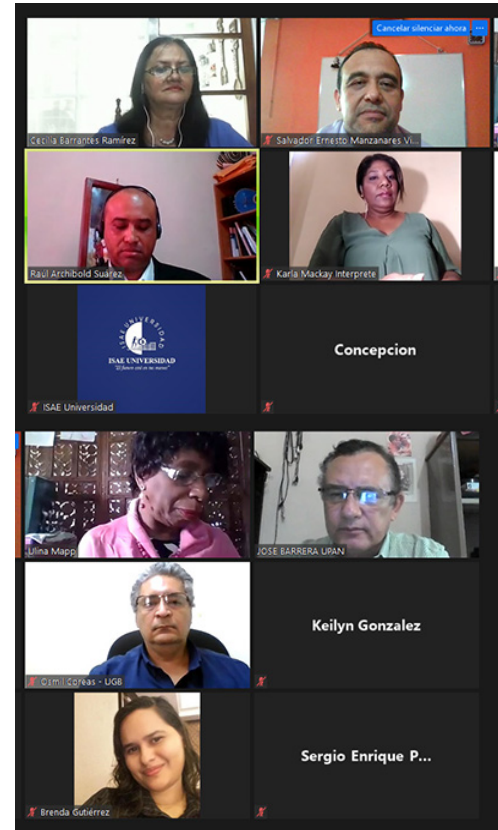 Cancelar silenciar ahora ...
Cecilia Barrantes Ramírez
Salvador Ernesto Manzanares Vi...
Raúl Archibold Suárez
Karla Mackay Interprete
ISAE UNIVERSIDAD
ISAE UNIVERSIDAD
"El futuro está en tus manos"
ISAE Universidad
Concepcion
Ulina Mapp
JOSE BARRERA UPAN
Osmil Coreas - UGB
Keilyn Gonzalez
Brenda Gutiérrez
Sergio Enrique P...